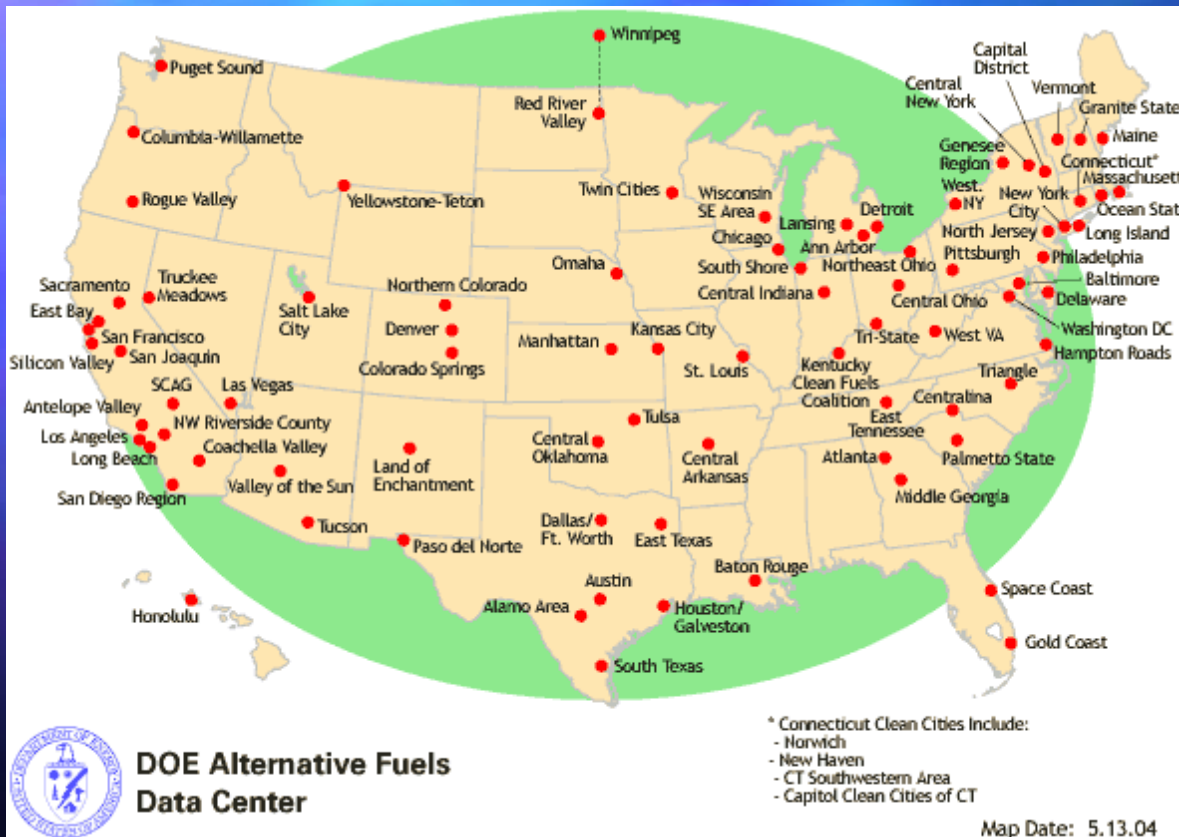 Winnipeg
Puget Sound
Capital
District
Central
New York
Vermont
Granite State
Red River
Valley
Columbia-Willamette
Maine
Genesee
Region
Connecticut*
Massachusett
Rogue Valley
Yellowstone-Teton
Twin Cities
Wisconsin
SE Area
Lansing
Detroit
West.
NY
New York
City
Ocean State
Chicago
Ann Arbor
North Jersey
Long Island
Pittsburgh
Philadelphia
Omaha
South Shore
Northeast Ohio
Baltimore
Sacramento
Truckee
Meadows
Northern Colorado
Central Indiana
Central Ohio
Delaware
East Bay
Salt Lake
City
Denver
Kansas City
Washington DC
San Francisco
Manhattan
Tri-State
West VA
Hampton Roads
Silicon Valley
San Joaquin
Colorado Springs
St. Louis
Kentucky
Clean Fuels
Coalition
Triangle
SCAG
Las Vegas
Antelope Valley
NW Riverside County
Tulsa
East
Tennessee
Centralina
Los Angeles
Coachella Valley
Long Beach
Land of
Enchantment
Central
Oklahoma
Central
Arkansas
Atlanta
Palmetto State
Valley of the Sun
San Diego Region
Middle Georgia
Tucson
Paso del Norte
Dallas/
Ft. Worth
East Texas
Baton Rouge
Austin
Space Coast
Honolulu
Alamo Area
Houston/
Galveston
Gold Coast
South Texas
* Connecticut Clean Cities Include:
- Norwich
- New Haven
- CT Southwestern Area
- Capitol Clean Cities of CT
DOE Alternative Fuels
Data Center
Map Date: 5.13.04